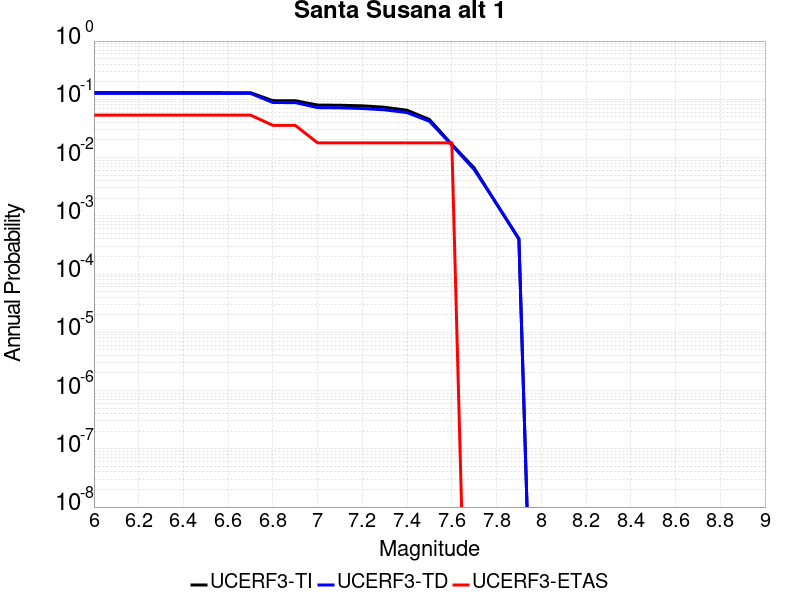 Santa Susana alt 1
10^0
10^-1
10^-2
10^-3
10^-4
10^-5
10^-6
10^-7
10^-8
Annual Probability
6 6.2 6.4 6.6 6.8 7 7.2 7.4 7.6 7.8 8 8.2 8.4 8.6 8.8 9
Magnitude
UCERF3-TI UCERF3-TD UCERF3-ETAS